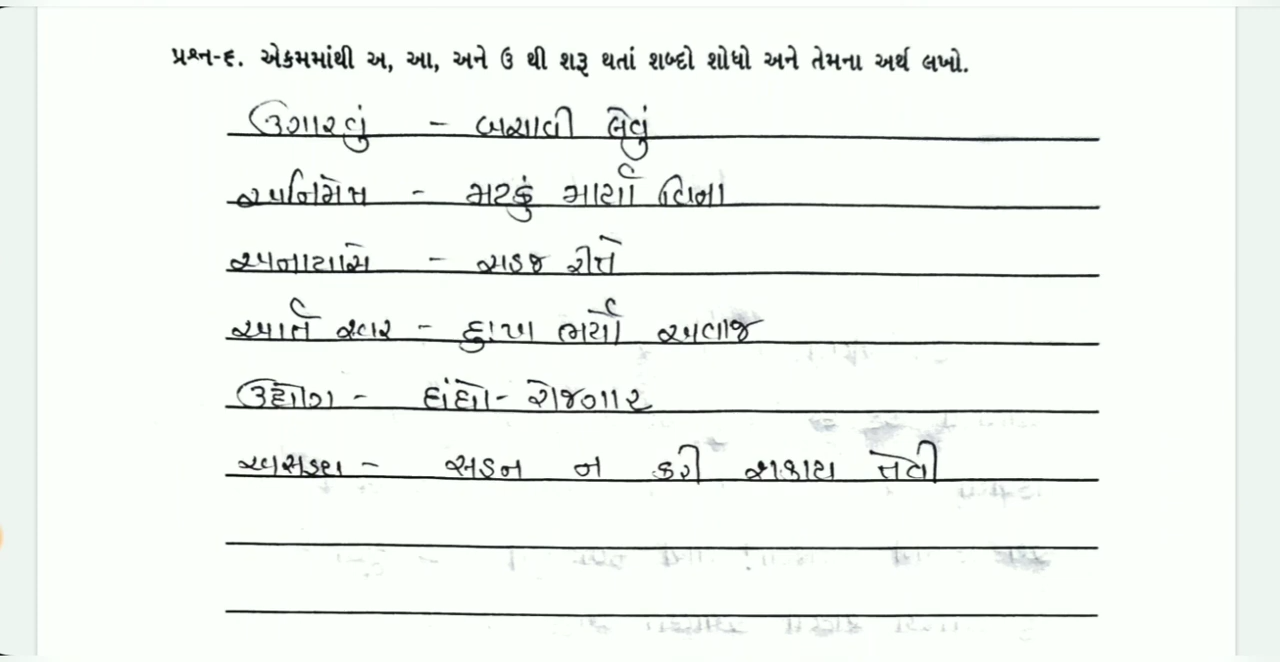 પ્રશ્ન-૬. એકમમાંથી અ, આ, અને ઉ થી શરૂ થતાં શબ્દો શોધો અને તેમના અર્થ લખો.
ઉગારવું - બચાવી લેવું
અનિમેષ - મટકું માર્યા વિના
અનાયાસે - સહજ રીતે
આર્ત સ્વર - દુઃખ ભર્યો અવાજ
ઉદ્યોગ - ધંધો-રોજગાર
અસહ્ય - સહન ન કરી શકાય તેવી